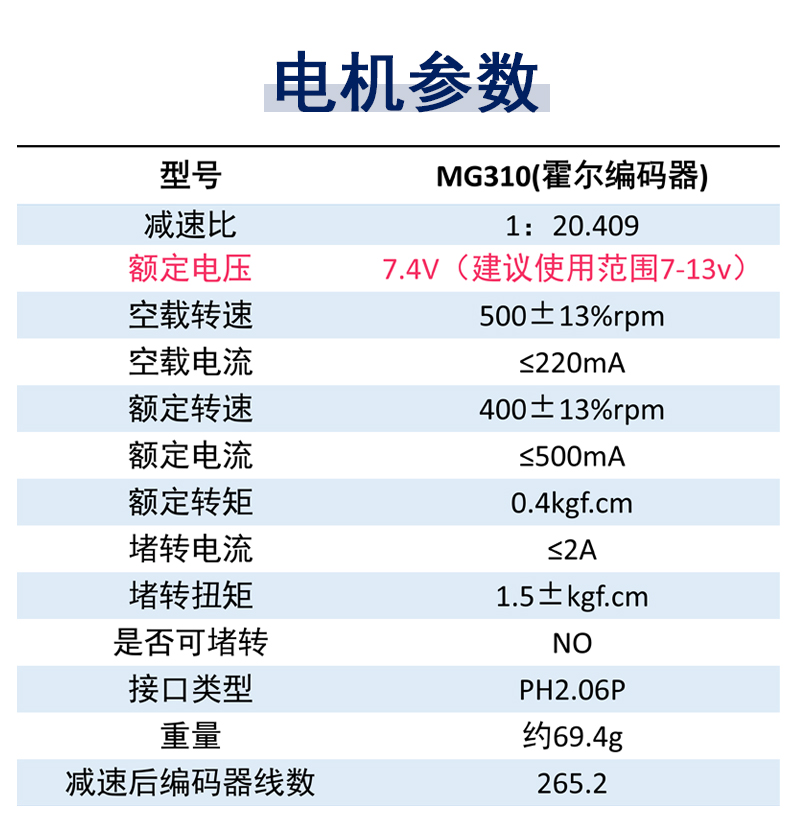 电机参数
型号 MG310(霍尔编码器)
减速比 1：20.409
额定电压 7.4V（建议使用范围7-13v）
空载转速 500±13%rpm
空载电流 ≤220mA
额定转速 400±13%rpm
额定电流 ≤500mA
额定转矩 0.4kgf.cm
堵转电流 ≤2A
堵转扭矩 1.5±kgf.cm
是否可堵转 NO
接口类型 PH2.06P
重量 约69.4g
减速后编码器线数 265.2